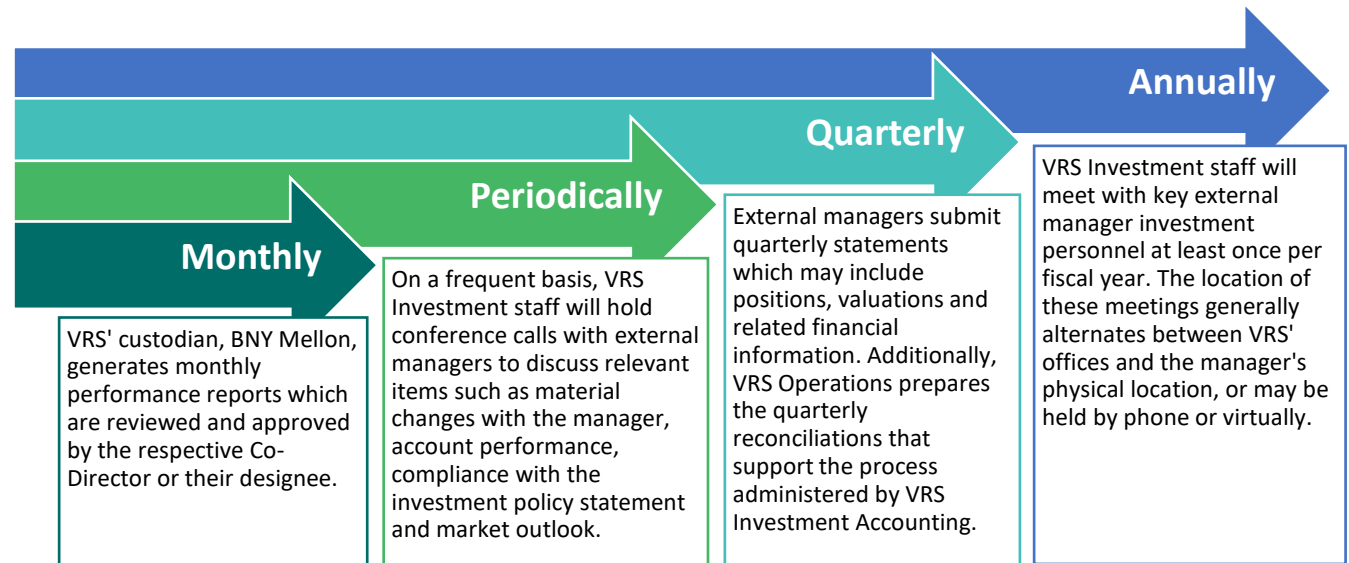 Monthly
VRS' custodian, BNY Mellon,
generates monthly
performance reports which
are reviewed and approved
by the respective Co-
Director or their designee.
Periodically
On a frequent basis, VRS
Investment staff will hold
conference calls with external
managers to discuss relevant
items such as material
changes with the manager,
account performance,
compliance with the
investment policy statement
and market outlook.
Quarterly
External managers submit
quarterly statements
which may include
positions, valuations and
related financial
information. Additionally,
VRS Operations prepares
the quarterly
reconciliations that
support the process
administered by VRS
Investment Accounting.
Annually
VRS Investment staff will
meet with key external
manager investment
personnel at least once per
fiscal year. The location of
these meetings generally
alternates between VRS'
offices and the manager's
physical location, or may be
held by phone or virtually.